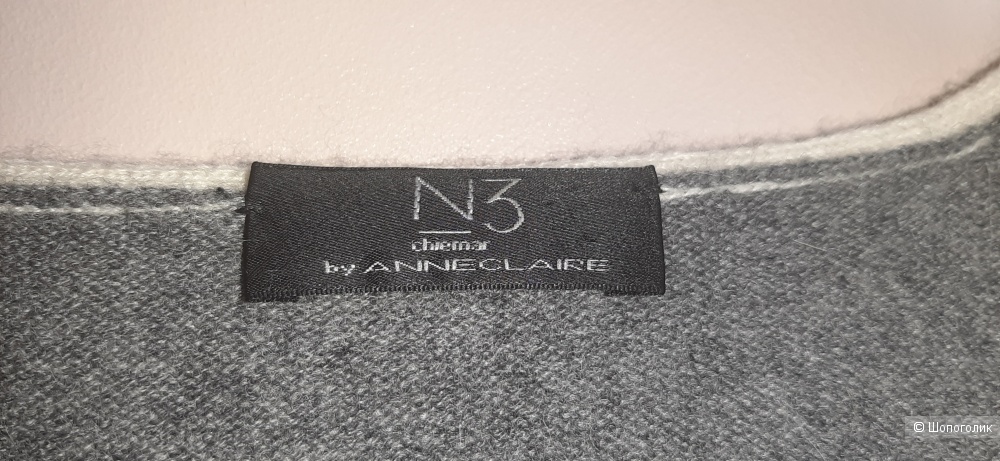 N3
chiemar
by ANNECLAIRE
© Шопоголик